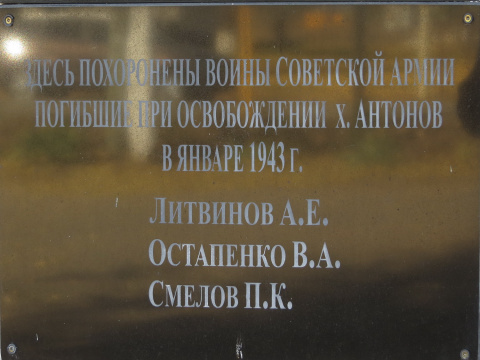 Здесь похоронены воины Советской Армии
погибшие при освобождении х. Антонов
в январе 1943 г.
Литвинов А.Е.
Остапенко В.А.
Смелов П.К.